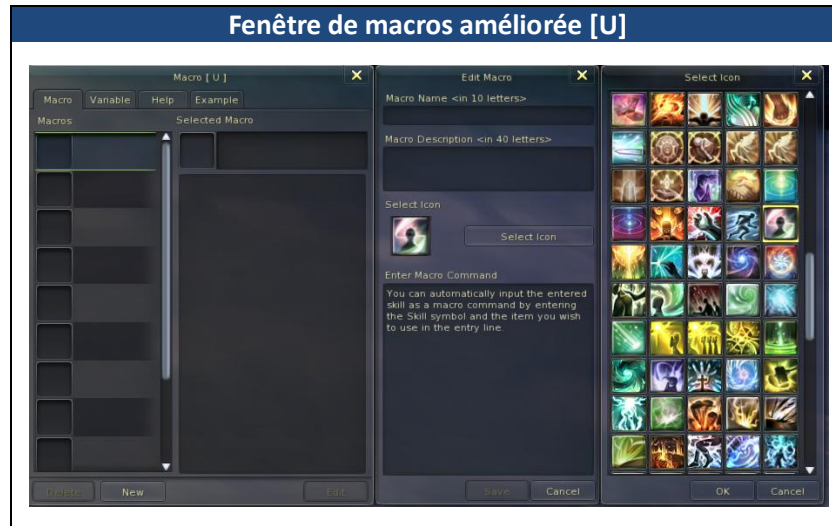 Fenêtre de macros améliorée [U]
Macro [ U ]
Macro Variable Help Example
Macros
Selected Macro
Delete New Edit
Edit Macro
Macro Name <in 10 letters>
Macro Description <in 40 letters>
Select Icon
Select Icon
Enter Macro Command
You can automatically input the entered
skill as a macro command by entering
the Skill symbol and the item you wish
to use in the entry line.
Save Cancel
Select Icon
OK Cancel